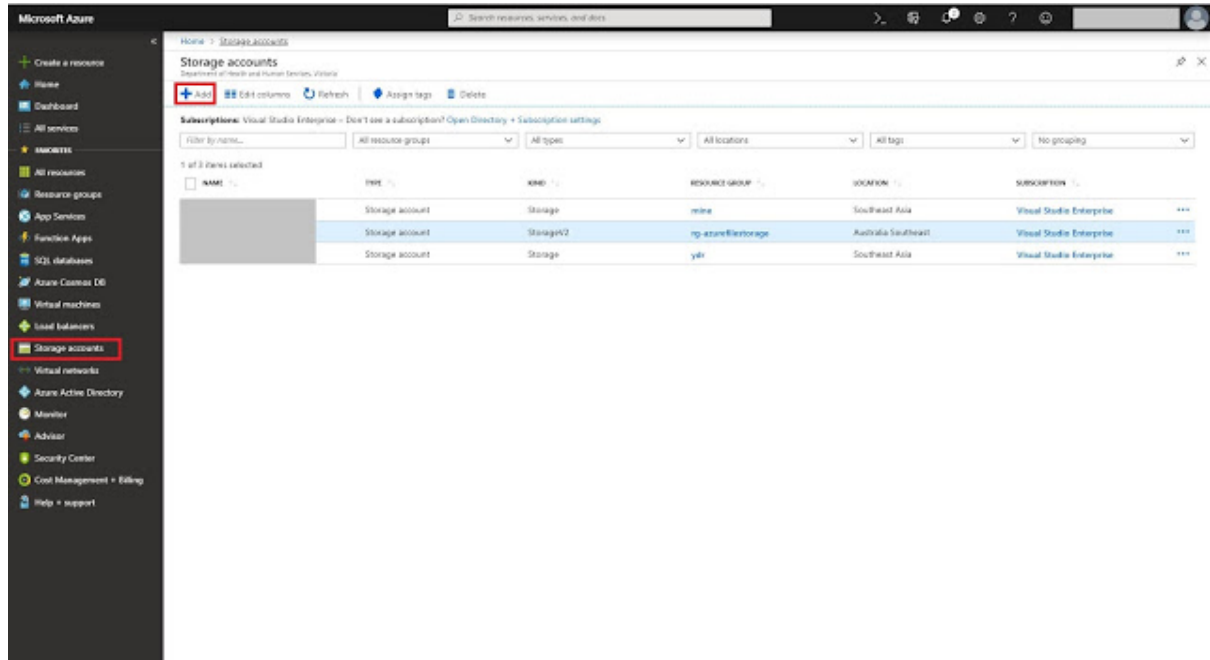 Microsoft Azure
Search resources, services, and docs
Home > Storage accounts
Create a resource
Home
Dashboard
All services
FAVORITES
All resources
Resource groups
App Services
Function Apps
SQL databases
Azure Cosmos DB
Virtual machines
Load balancers
Storage accounts
Virtual networks
Azure Active Directory
Monitor
Advisor
Security Center
Cost Management + Billing
Help + support
Storage accounts
Department of Health and Human Services, Victoria
Add Edit columns Refresh Assign tags Delete
Subscriptions: Visual Studio Enterprise – Don't see a subscription? Open Directory + Subscription settings
Filter by name... All resource groups All types All locations All tags No grouping
1 of 3 items selected
NAME TYPE KIND RESOURCE GROUP LOCATION SUBSCRIPTION
Storage account Storage mine Southeast Asia Visual Studio Enterprise
Storage account StorageV2 rg-azurefilestorage Australia Southeast Visual Studio Enterprise
Storage account Storage Southeast Asia Visual Studio Enterprise